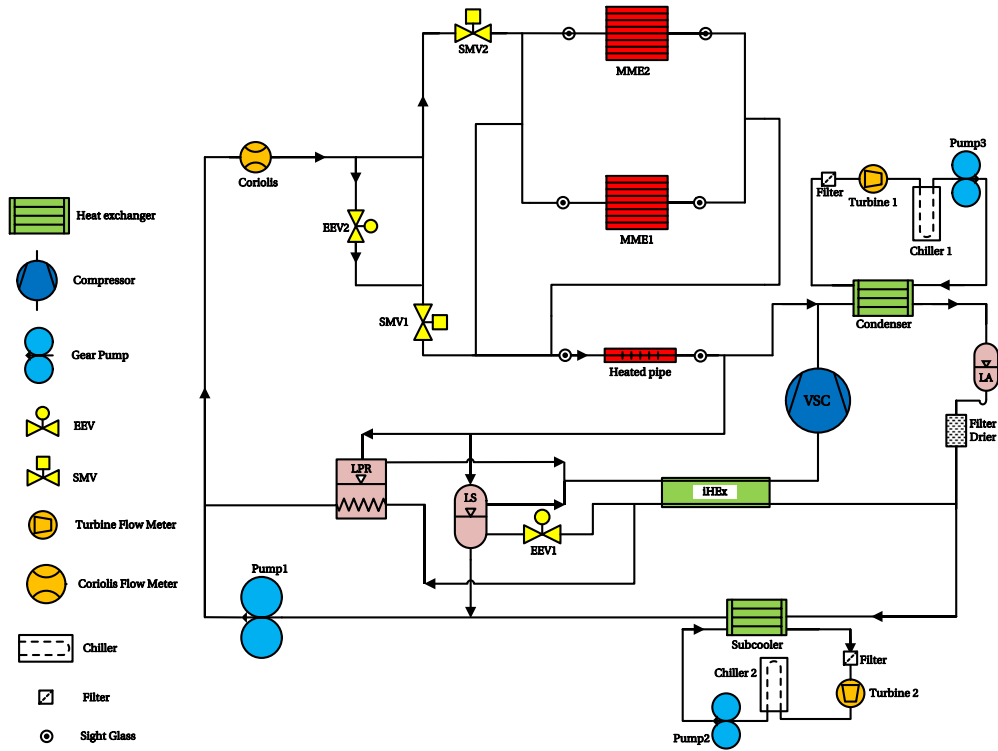 SMV2
MME2
Coriolis
EEV2
MME1
Pump3
Filter
Turbine 1
Chiller 1
Heat exchanger
Compressor
SMV1
Condenser
Gear Pump
Heated pipe
LA
VSC
EEV
Filter
Drier
LPR
SMV
LS
iHEx
Turbine Flow Meter
EEV1
Pump1
Coriolis Flow Meter
Chiller
Subcooler
Filter
Chiller 2
Turbine 2
Filter
Pump2
Sight Glass